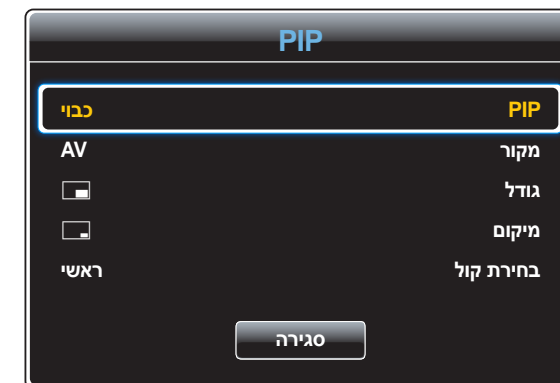 PIP
PIP כבוי
מקור AV
גודל
מיקום
בחירת קול ראשי
סגירה